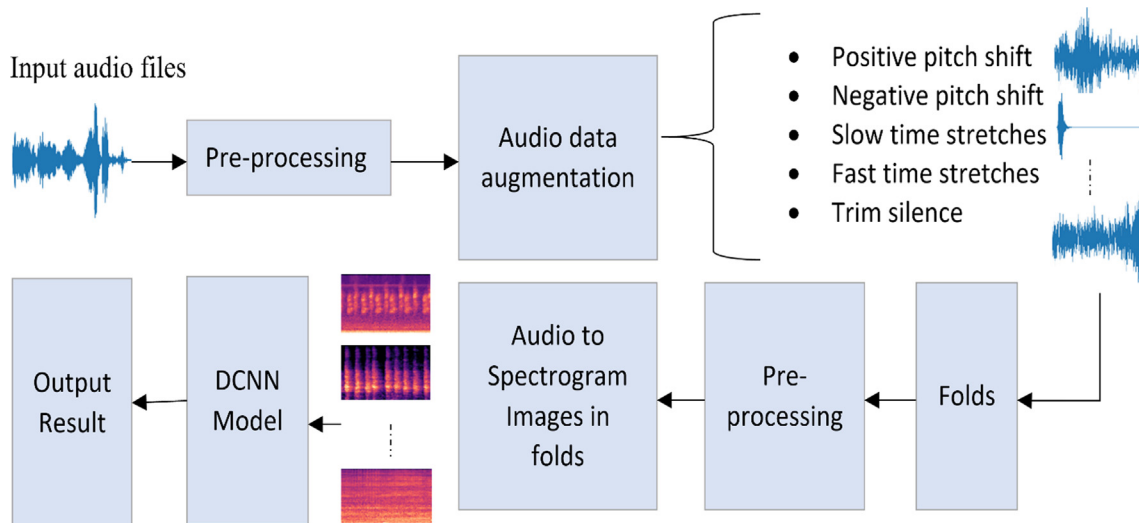 Input audio files
Pre-processing
Audio data
augmentation
• Positive pitch shift
• Negative pitch shift
• Slow time stretches
• Fast time stretches
• Trim silence
Folds
Pre-
processing
Audio to
Spectrogram
Images in
folds
DCNN
Model
Output
Result